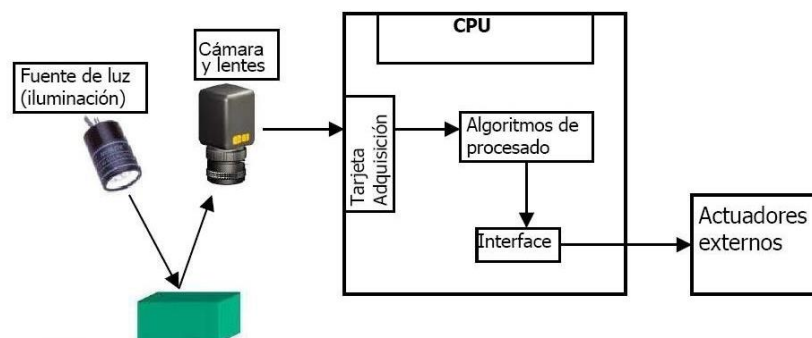 Fuente de luz
(iluminación)
Cámara
y lentes
CPU
Tarjeta
Adquisición
Algoritmos de
procesado
Interface
Actuadores
externos